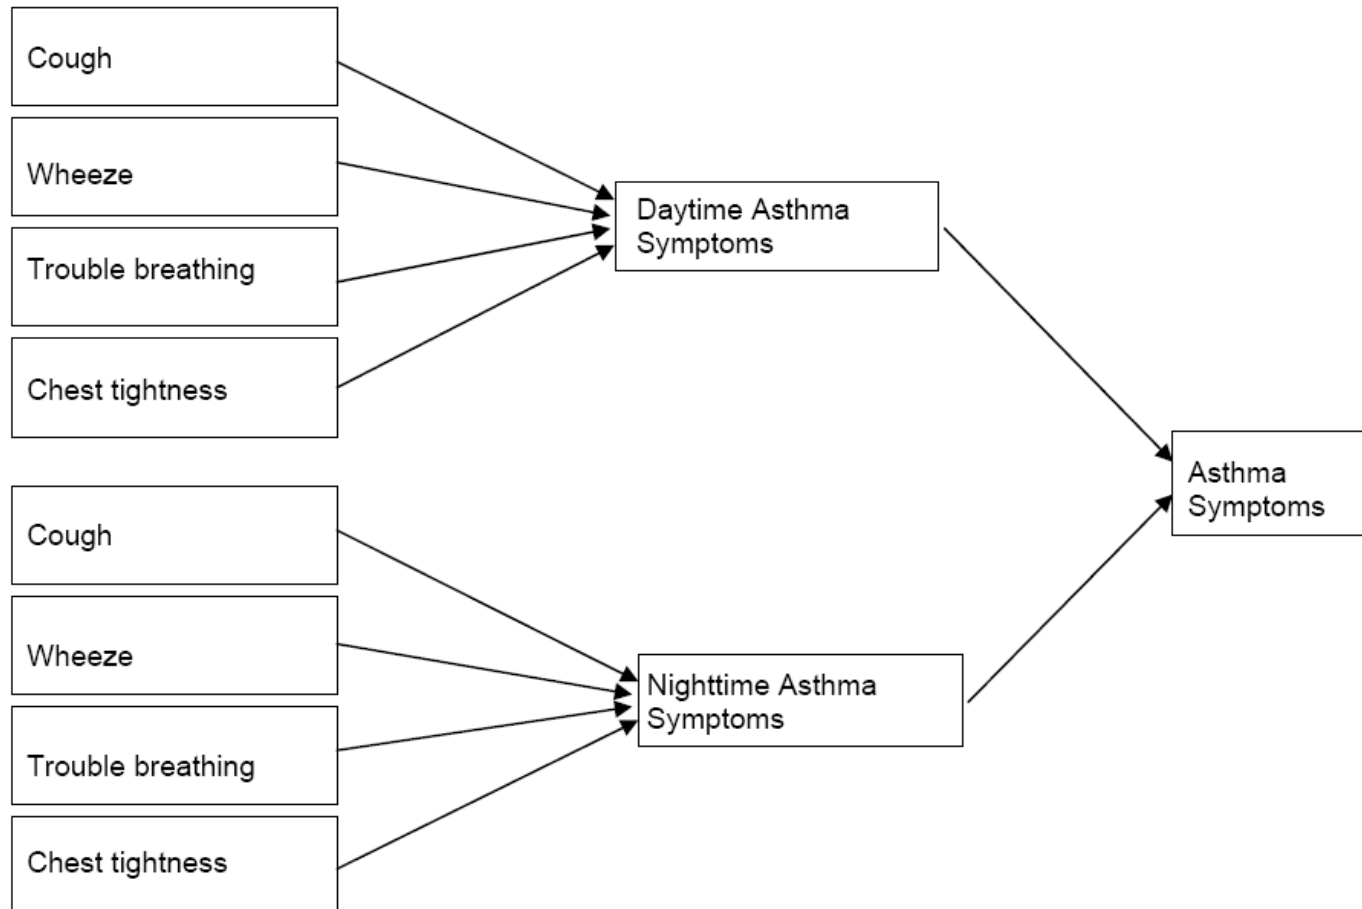 Cough
Wheeze
Trouble breathing
Chest tightness
Daytime Asthma
Symptoms
Cough
Wheeze
Trouble breathing
Chest tightness
Nighttime Asthma
Symptoms
Asthma
Symptoms